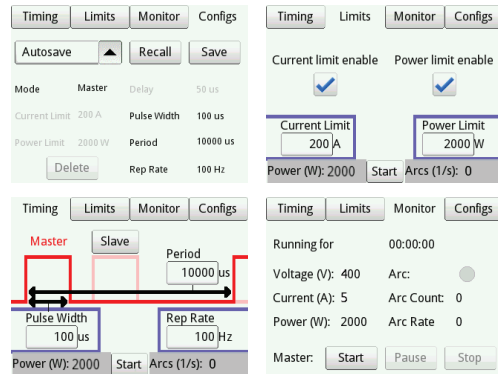 Timing Limits Monitor Configs
Autosave Recall Save
Mode Master Delay 50 us
Current Limit 200 A Pulse Width 100 us
Power Limit 2000 W Period 10000 us
Delete Rep Rate 100 Hz
Timing Limits Monitor Configs
Current limit enable Power limit enable
Current Limit Power Limit
200 A 2000 W
Power (W): 2000 Start Arcs (1/s): 0
Timing Limits Monitor Configs
Master Slave
Period
10000 us
Pulse Width Rep Rate
100 us 100 Hz
Power (W): 2000 Start Arcs (1/s): 0
Timing Limits Monitor Configs
Running for 00:00:00
Voltage (V): 400 Arc:
Current (A): 5 Arc Count: 0
Power (W): 2000 Arc Rate 0
Master: Start Pause Stop